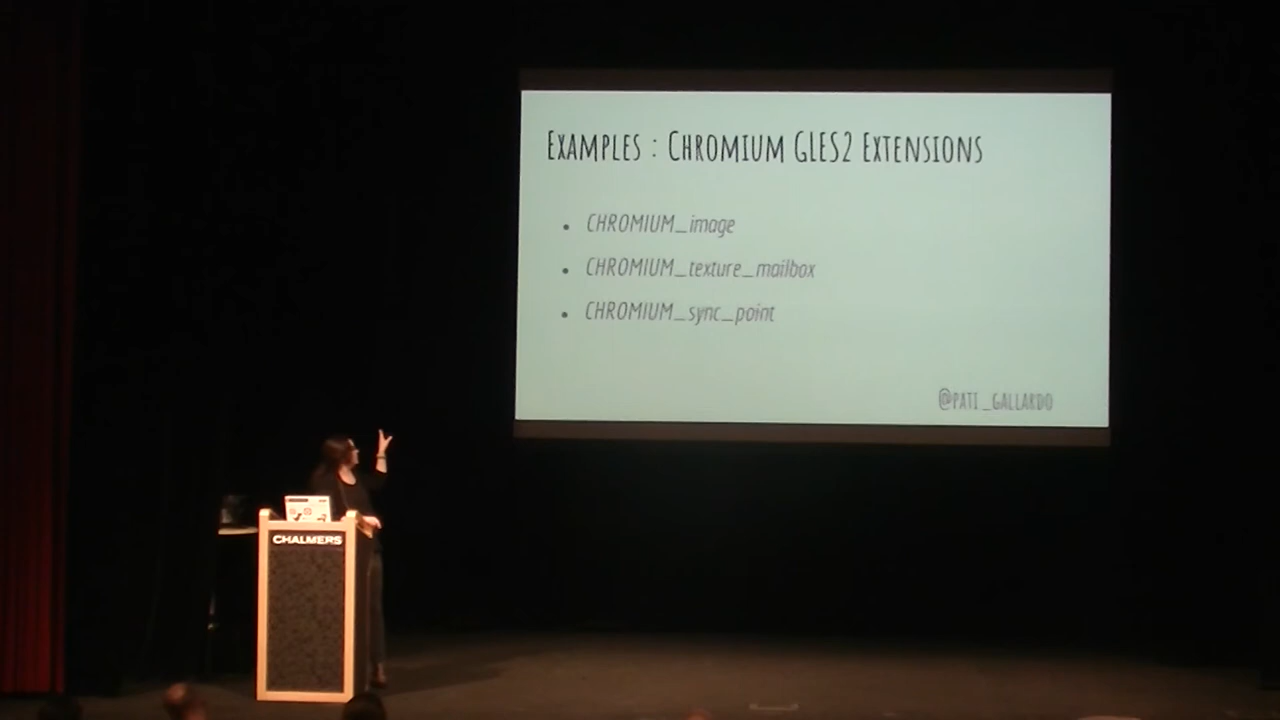 EXAMPLES : CHROMIUM GLES2 EXTENSIONS
CHROMIUM_image
CHROMIUM_texture_mailbox
CHROMIUM_sync_point
@PATI_GALLARDO
CHALMERS